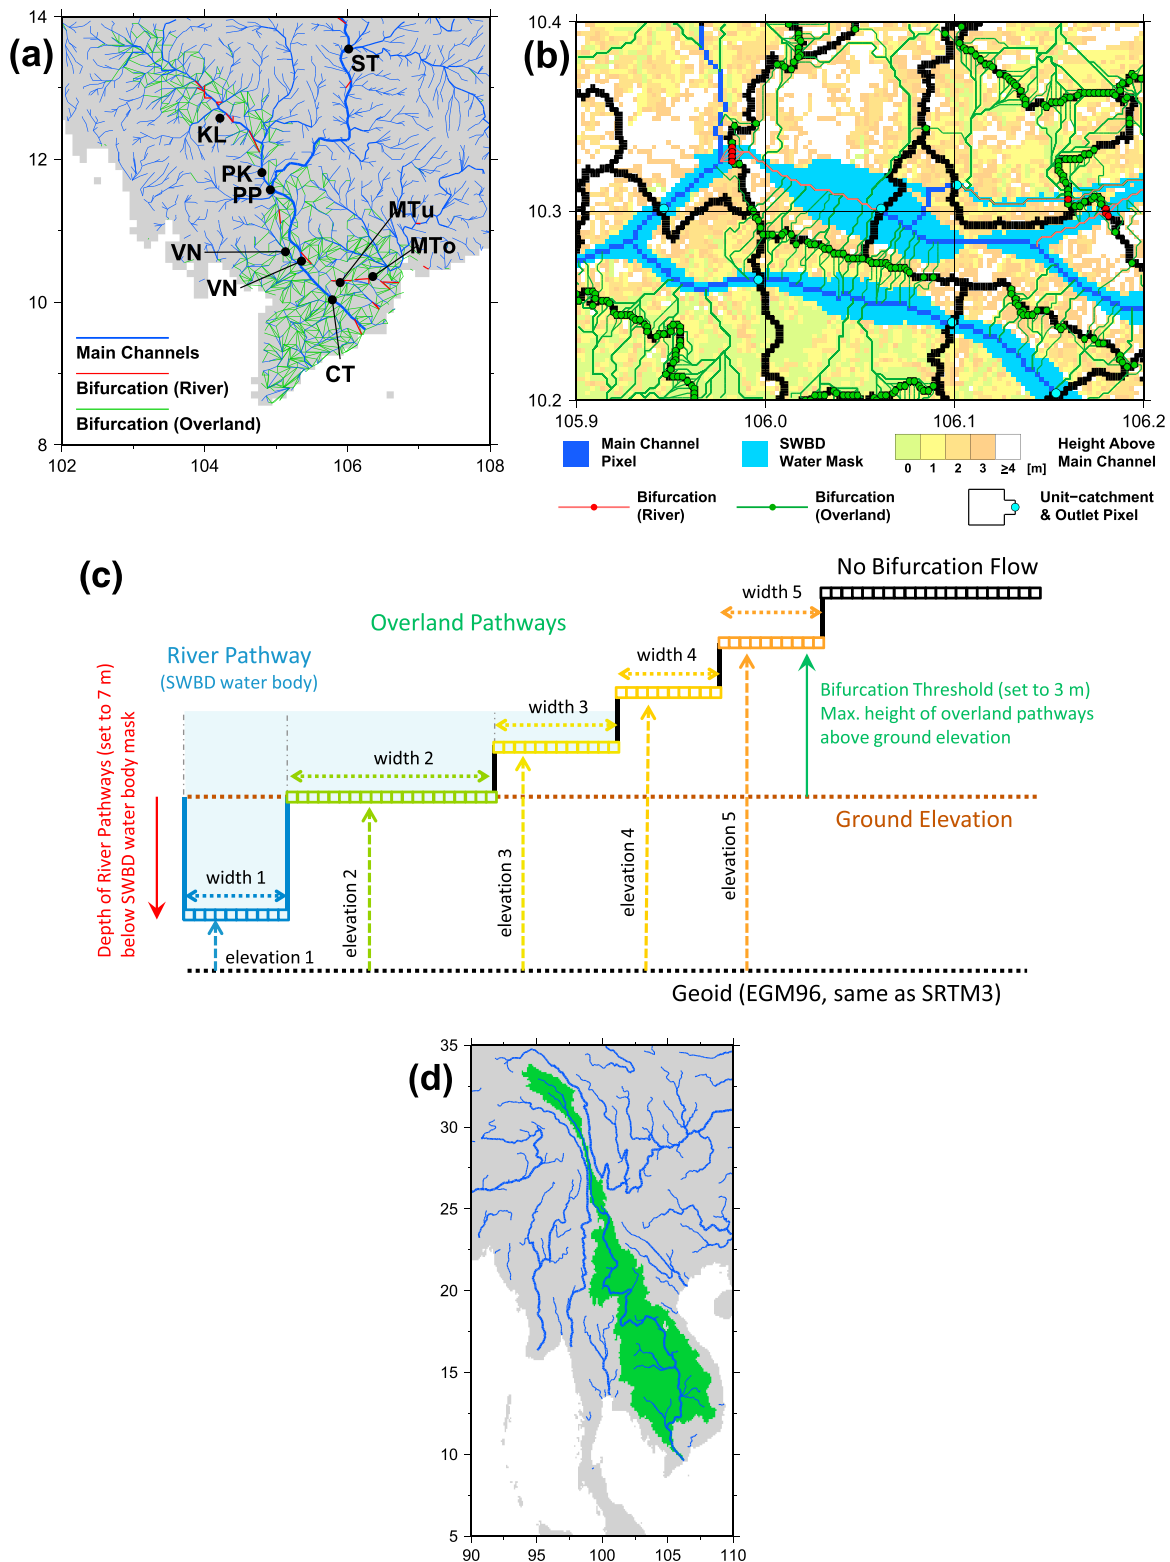 (a)
14
12
10
8
102
104
106
108
ST
KL
PK
PP
MTu
MTo
VN
VN
CT
Main Channels
Bifurcation (River)
Bifurcation (Overland)
(b)
10.4
10.3
10.2
105.9
106.0
106.1
106.2
Main Channel
Pixel
SWBD
Water Mask
0 1 2 3 ≥4 [m]
Height Above
Main Channel
Bifurcation
(River)
Bifurcation
(Overland)
Unit−catchment
& Outlet Pixel
(c)
No Bifurcation Flow
width 5
Overland Pathways
River Pathway
(SWBD water body)
width 4
width 3
width 2
width 1
Bifurcation Threshold (set to 3 m)
Max. height of overland pathways
above ground elevation
Ground Elevation
Depth of River Pathways (set to 7 m)
below SWBD water body mask
elevation 1
elevation 2
elevation 3
elevation 4
elevation 5
Geoid (EGM96, same as SRTM3)
(d)
35
30
25
20
15
10
5
90
95
100
105
110